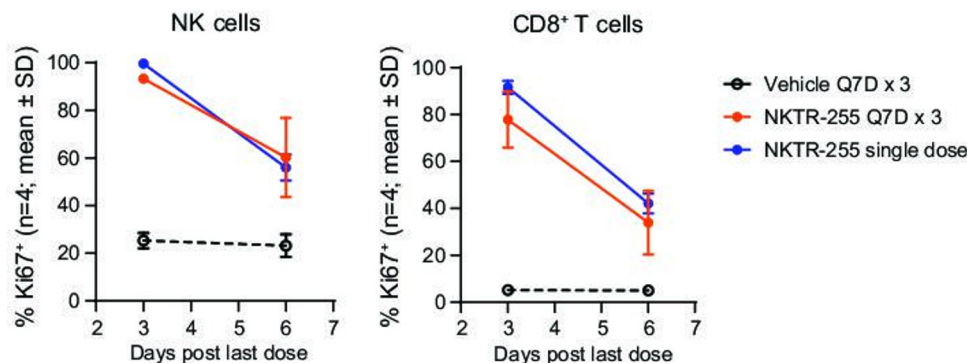 NK cells
% Ki67⁺ (n=4; mean ± SD)
100
80
60
40
20
0
2 3 4 5 6 7
Days post last dose
CD8⁺ T cells
% Ki67⁺ (n=4; mean ± SD)
100
80
60
40
20
0
2 3 4 5 6 7
Days post last dose
Vehicle Q7D x 3
NKTR-255 Q7D x 3
NKTR-255 single dose